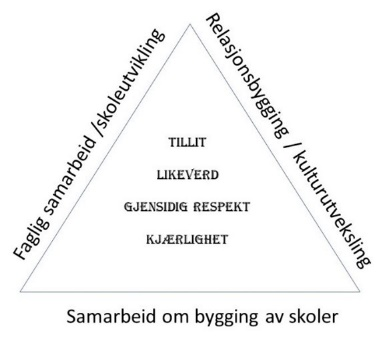 Faglig samarbeid /skoleutvikling
Relasjonsbygging / kulturutveksling
TILLIT
LIKEVERD
GJENSIDIG RESPEKT
KJÆRLIGHET
Samarbeid om bygging av skoler